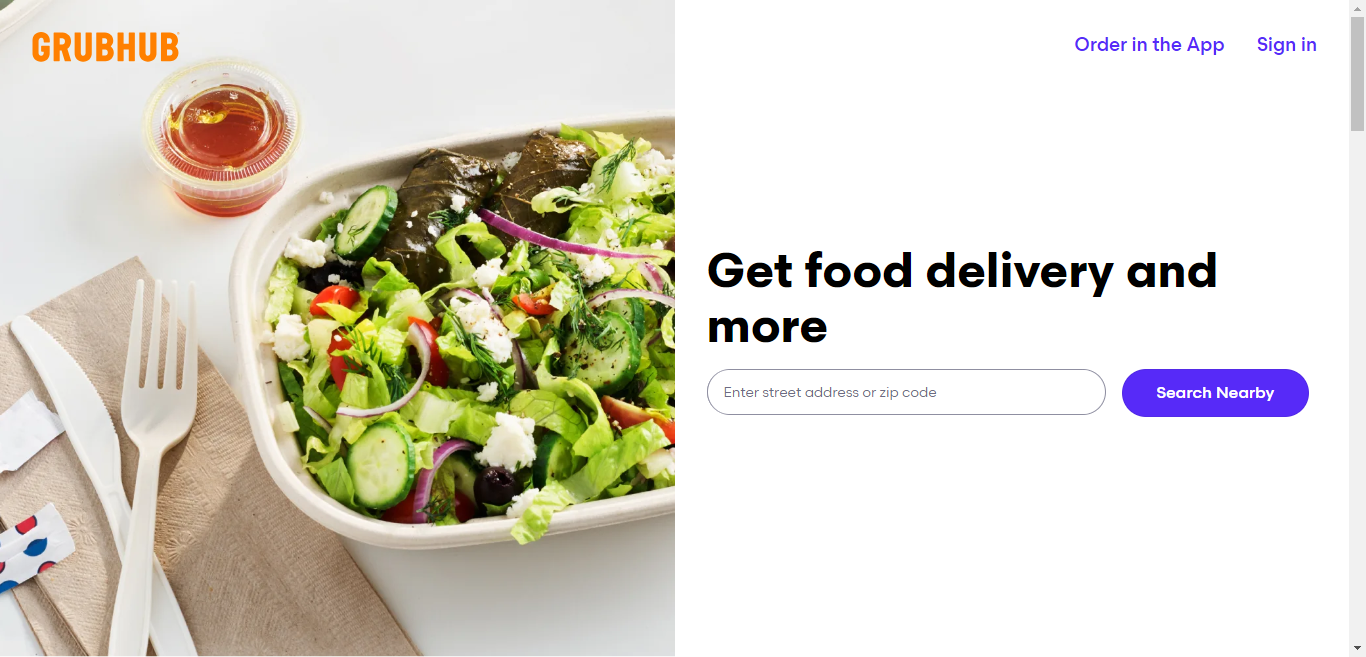 GRUBHUB
Order in the App
Sign in
Get food delivery and
more
Enter street address or zip code
Search Nearby